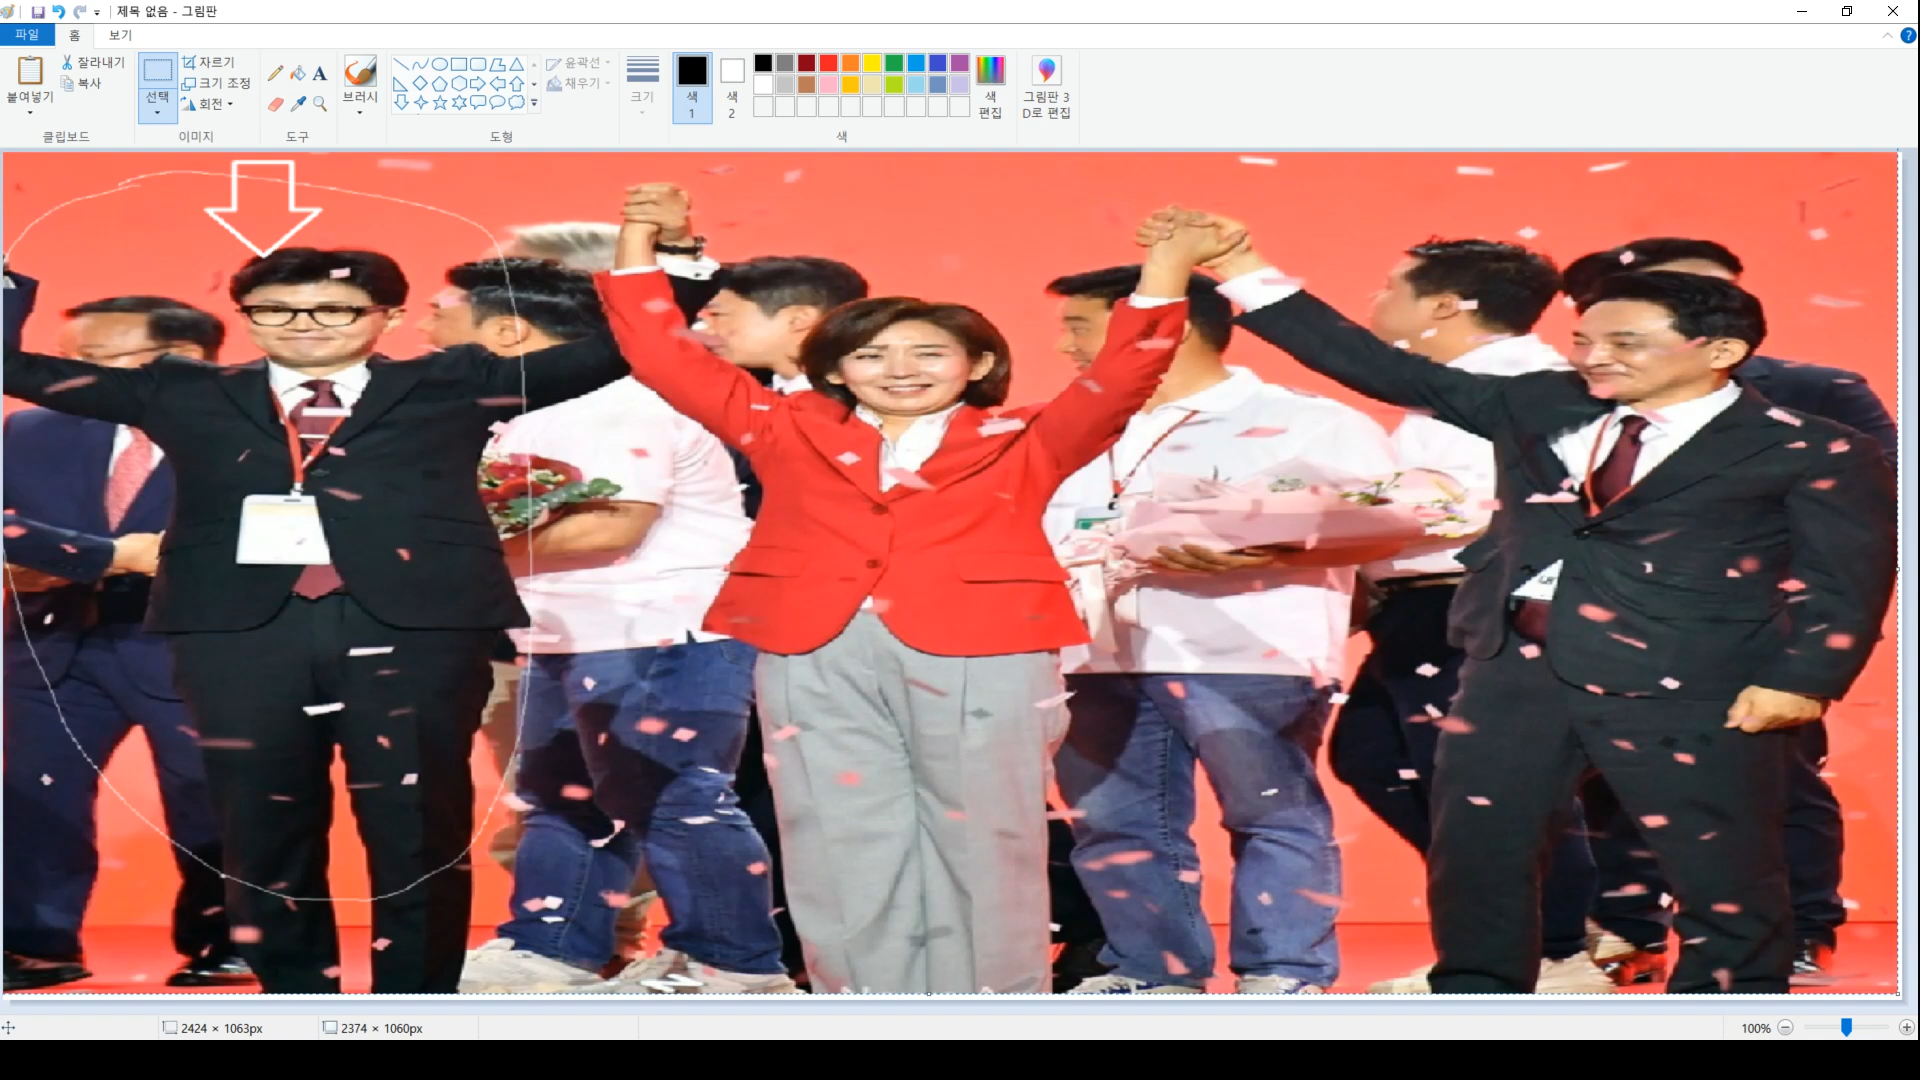 제목 없음 - 그림판
파일 홈 보기
붙여넣기
잘라내기
복사
클립보드
선택
자르기
크기 조정
회전
이미지
A
도구
브러시
도형
윤곽선
채우기
크기
색
1
색
2
색
편집
색
그림판 3
D로 편집
?
2424 × 1063px 2374 × 1060px 100%